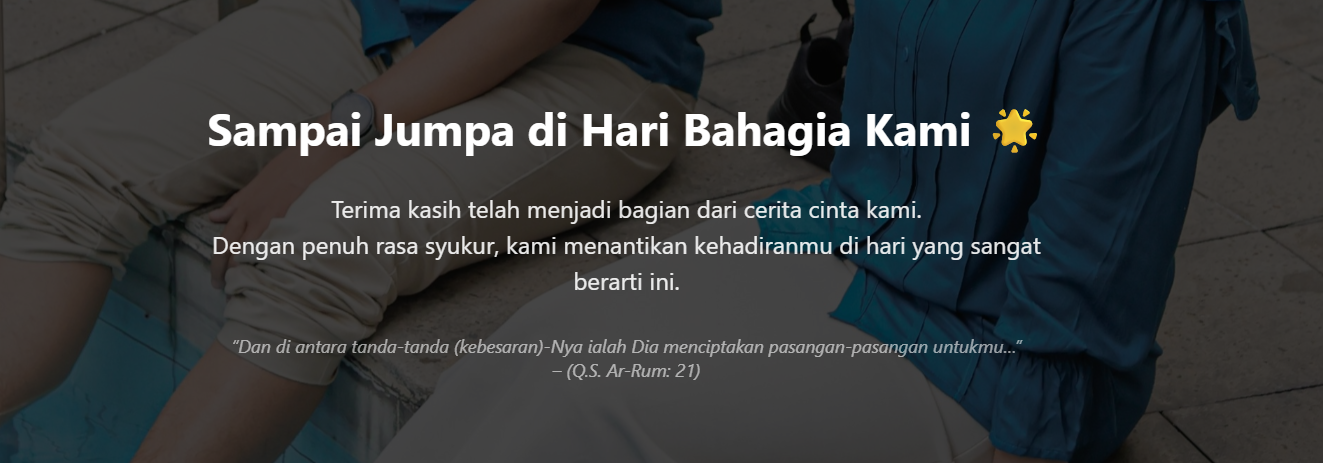 Sampai Jumpa di Hari Bahagia Kami 🌟
Terima kasih telah menjadi bagian dari cerita cinta kami.
Dengan penuh rasa syukur, kami menantikan kehadiranmu di hari yang sangat
berarti ini.
"Dan di antara tanda-tanda (kebesaran)-Nya ialah Dia menciptakan pasangan-pasangan untukmu..."
– (Q.S. Ar-Rum: 21)